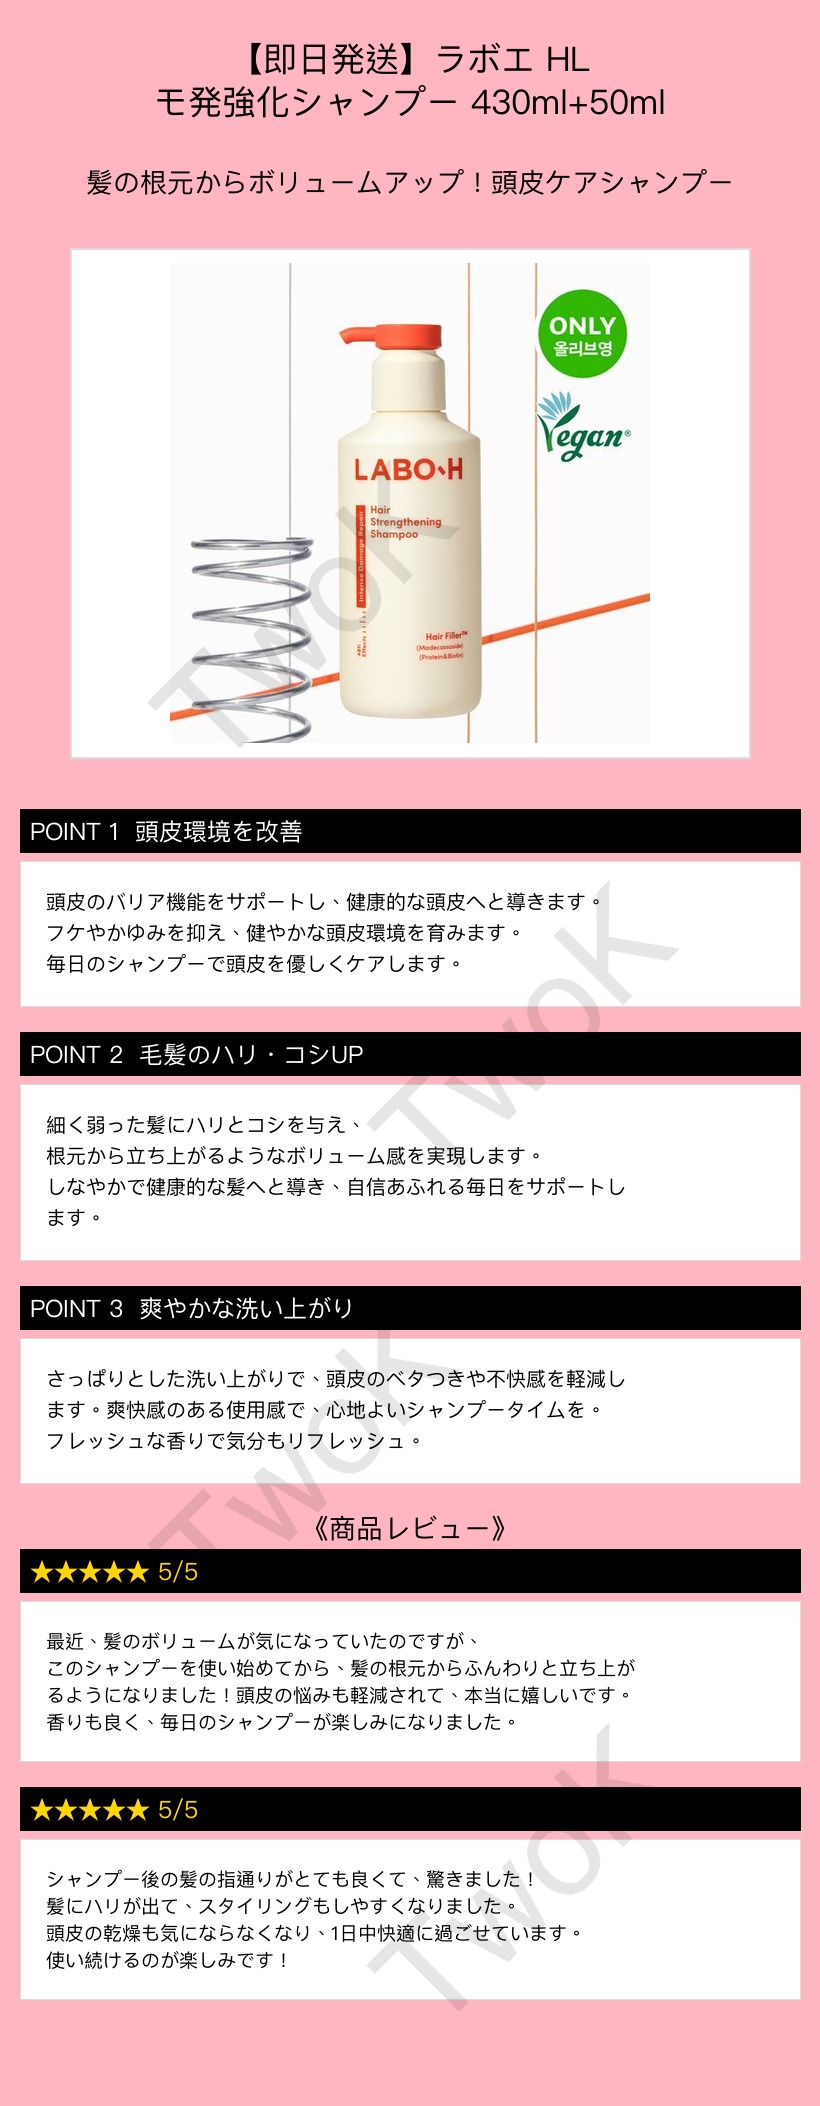 【即日発送】ラボエ HL
モ発強化シャンプー 430ml+50ml
髪の根元からボリュームアップ！頭皮ケアシャンプー
ONLY
올리브영
Vegan®
LABO-H
Hair
Strengthening
Shampoo
Intense Damage Repair
48h
Effects
Hair Filler™
(Madecassoside)
(Protein&Biotin)
TwoK
POINT 1 頭皮環境を改善
頭皮のバリア機能をサポートし、健康的な頭皮へと導きます。
フケやかゆみを抑え、健やかな頭皮環境を育みます。
毎日のシャンプーで頭皮を優しくケアします。
TwoK
POINT 2 毛髪のハリ・コシUP
細く弱った髪にハリとコシを与え、
根元から立ち上がるようなボリューム感を実現します。
しなやかで健康的な髪へと導き、自信あふれる毎日をサポートし
ます。
POINT 3 爽やかな洗い上がり
さっぱりとした洗い上がりで、頭皮のベタつきや不快感を軽減し
ます。爽快感のある使用感で、心地よいシャンプータイムを。
フレッシュな香りで気分もリフレッシュ。
TwoK
《商品レビュー》
★★★★★ 5/5
最近、髪のボリュームが気になっていたのですが、
このシャンプーを使い始めてから、髪の根元からふんわりと立ち上が
るようになりました！頭皮の悩みも軽減されて、本当に嬉しいです。
香りも良く、毎日のシャンプーが楽しみになりました。
★★★★★ 5/5
シャンプー後の髪の指通りがとても良くて、驚きました！
髪にハリが出て、スタイリングもしやすくなりました。
頭皮の乾燥も気にならなくなり、1日中快適に過ごせています。
使い続けるのが楽しみです！
TwoK